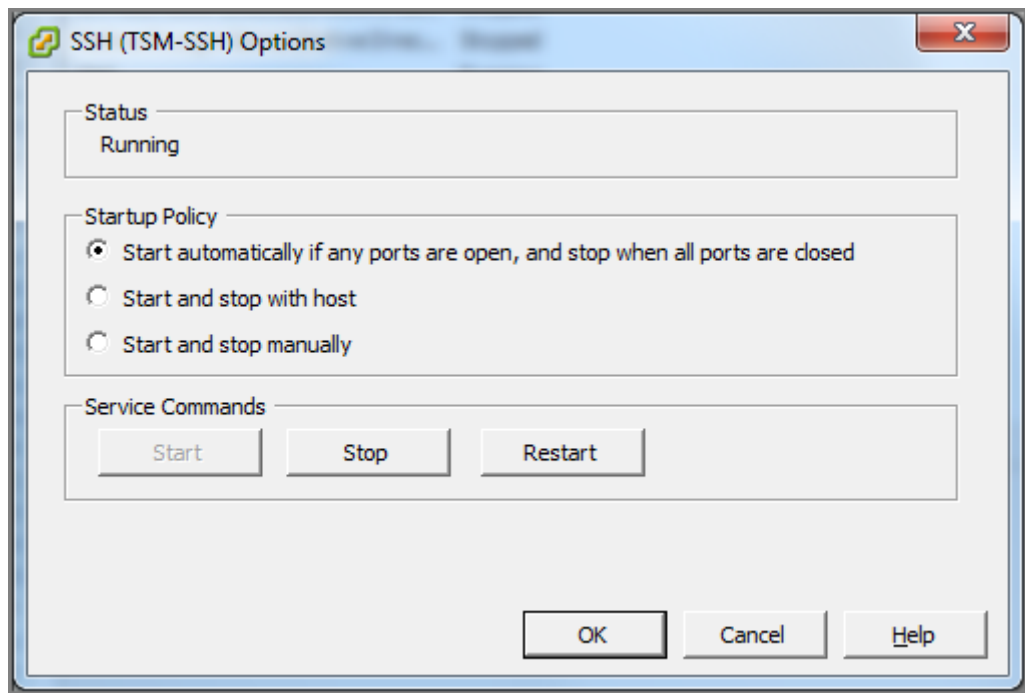 SSH (TSM-SSH) Options
Status
Running
Startup Policy
Start automatically if any ports are open, and stop when all ports are closed
Start and stop with host
Start and stop manually
Service Commands
Start Stop Restart
OK Cancel Help